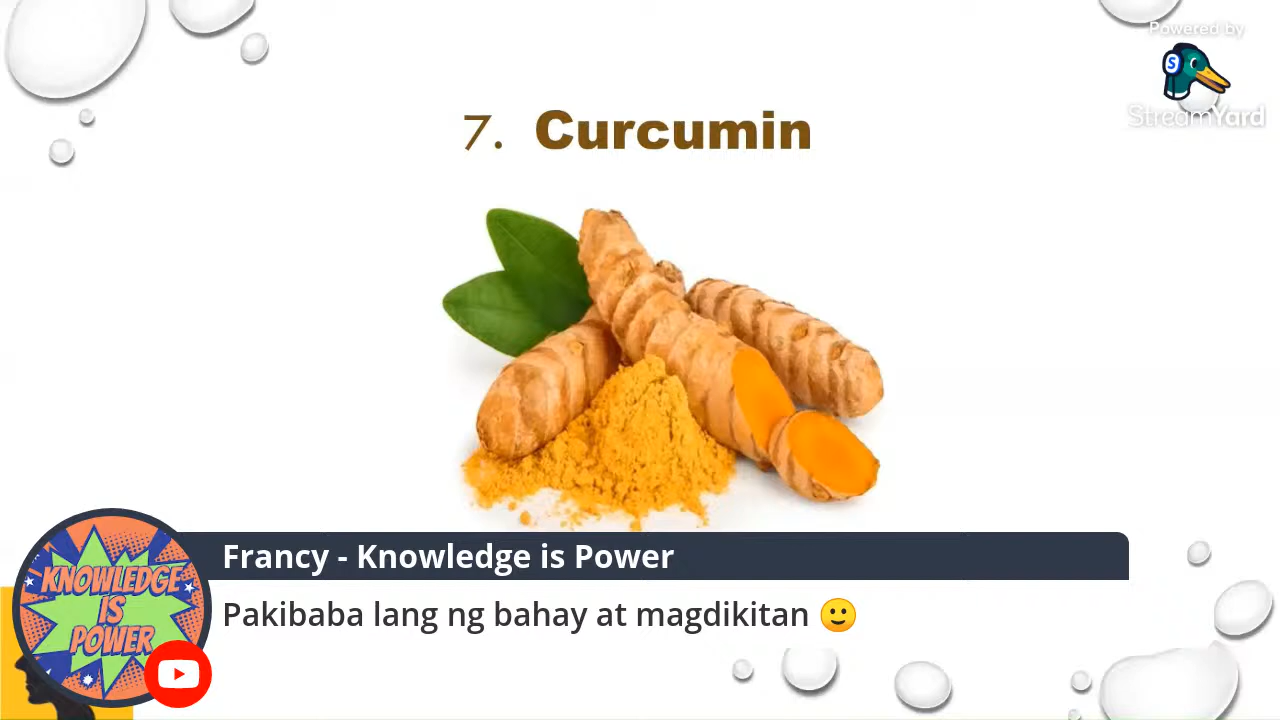 Powered by
StreamYard
7. Curcumin
Francy - Knowledge is Power
Pakibaba lang ng bahay at magdikitan 🙂
KNOWLEDGE
IS
POWER